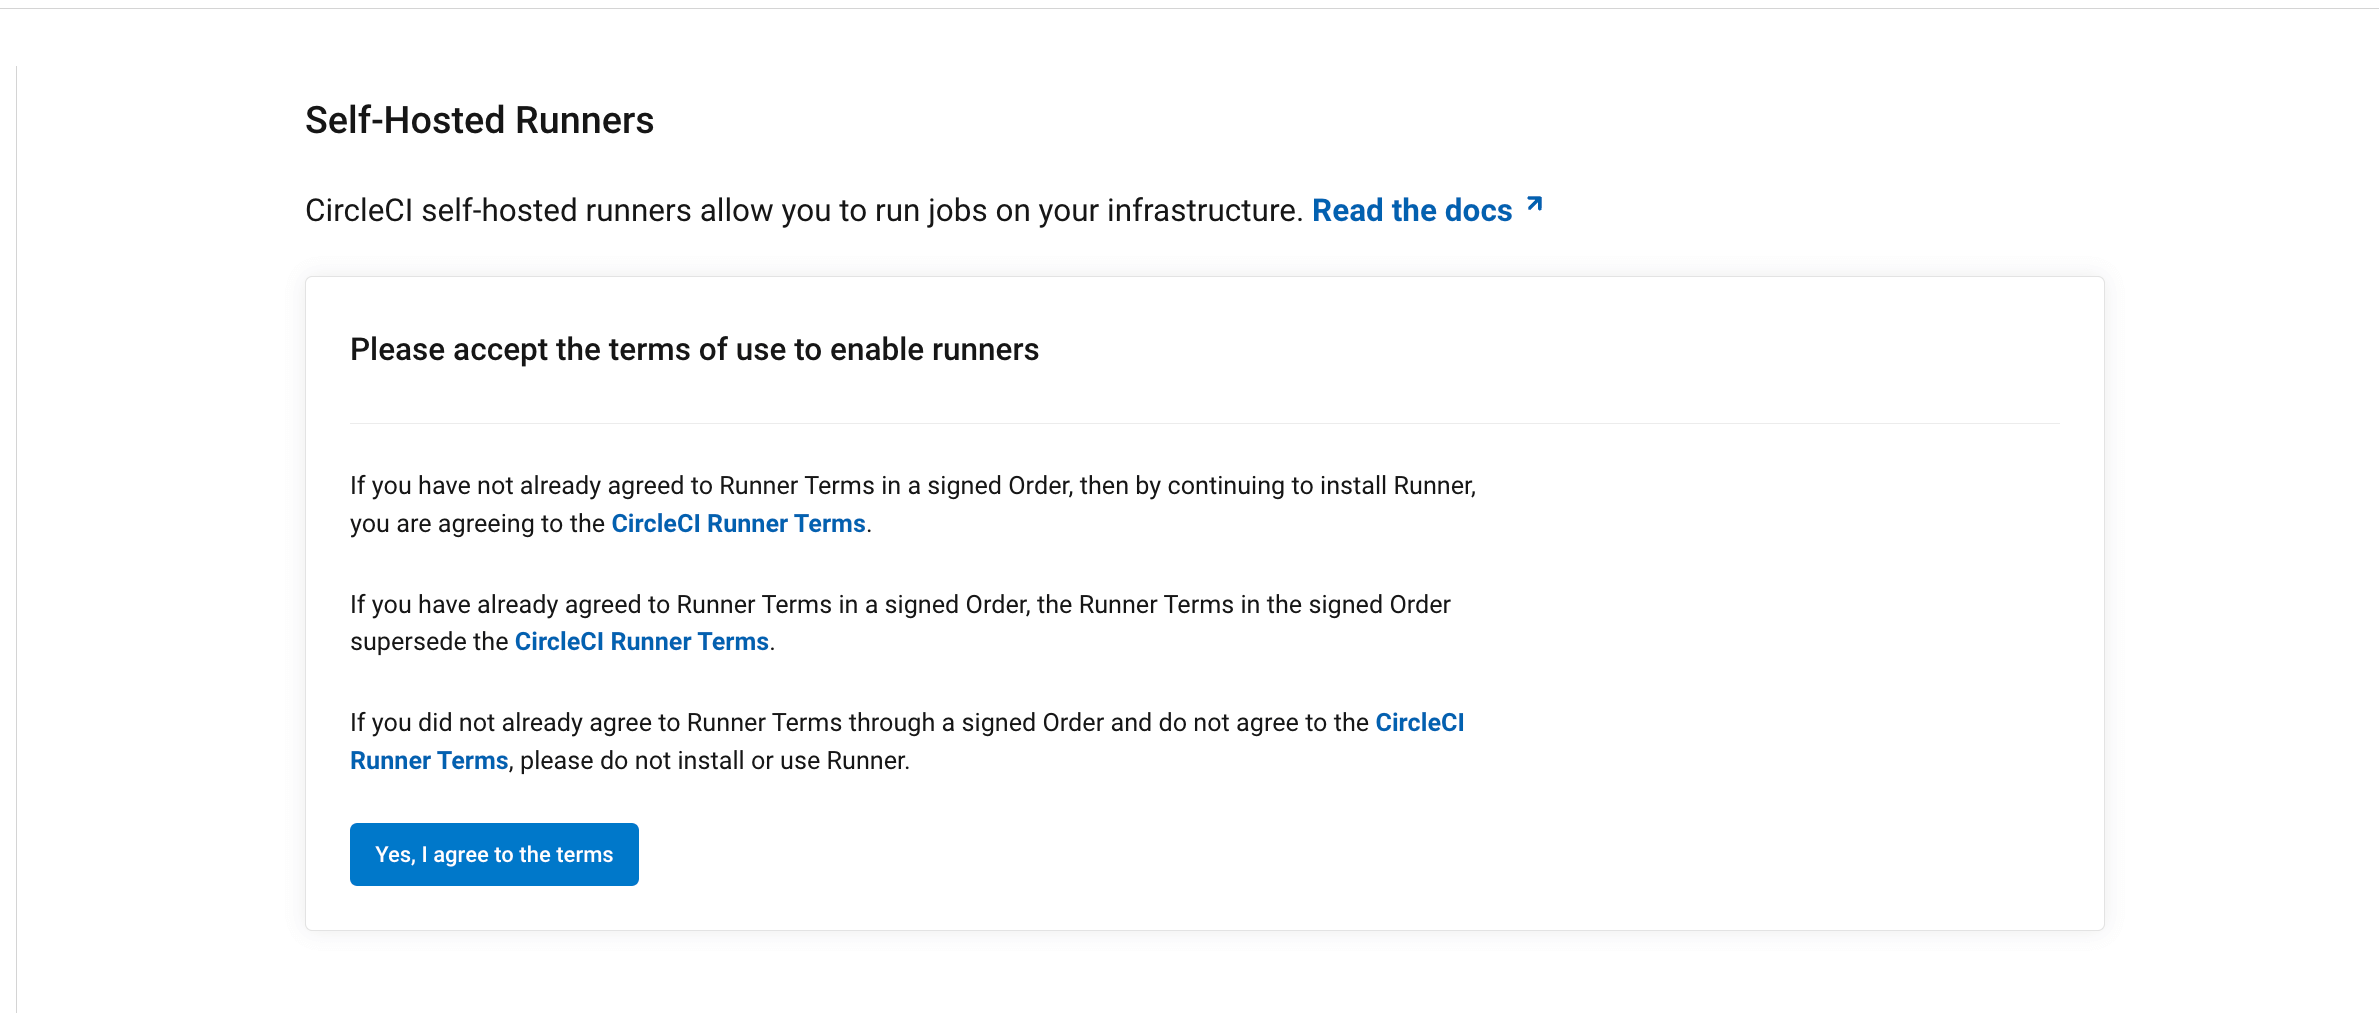 Self-Hosted Runners
CircleCI self-hosted runners allow you to run jobs on your infrastructure. Read the docs
Please accept the terms of use to enable runners
If you have not already agreed to Runner Terms in a signed Order, then by continuing to install Runner,
you are agreeing to the CircleCI Runner Terms.
If you have already agreed to Runner Terms in a signed Order, the Runner Terms in the signed Order
supersede the CircleCI Runner Terms.
If you did not already agree to Runner Terms through a signed Order and do not agree to the CircleCI
Runner Terms, please do not install or use Runner.
Yes, I agree to the terms